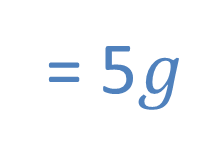 = 5g